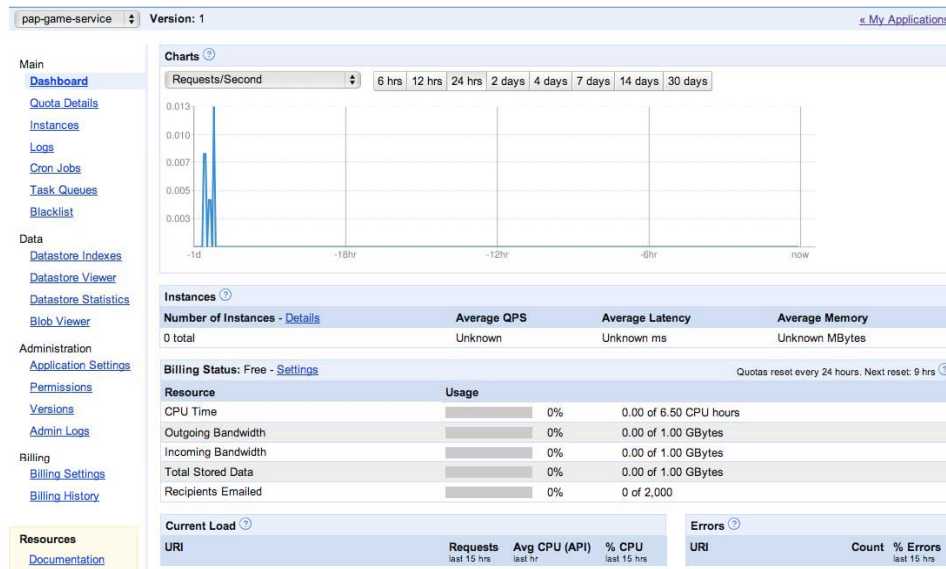 pap-game-service Version: 1 « My Applications
Main
Dashboard
Quota Details
Instances
Logs
Cron Jobs
Task Queues
Blacklist
Data
Datastore Indexes
Datastore Viewer
Datastore Statistics
Blob Viewer
Administration
Application Settings
Permissions
Versions
Admin Logs
Billing
Billing Settings
Billing History
Resources
Documentation
Charts ?
Requests/Second 6 hrs 12 hrs 24 hrs 2 days 4 days 7 days 14 days 30 days
0.013
0.010
0.007
0.005
0.003
-1d -18hr -12hr -6hr now
Instances ?
Number of Instances - Details Average QPS Average Latency Average Memory
0 total Unknown Unknown ms Unknown MBytes
Billing Status: Free - Settings Quotas reset every 24 hours. Next reset: 9 hrs ?
Resource Usage
CPU Time 0% 0.00 of 6.50 CPU hours
Outgoing Bandwidth 0% 0.00 of 1.00 GBytes
Incoming Bandwidth 0% 0.00 of 1.00 GBytes
Total Stored Data 0% 0.00 of 1.00 GBytes
Recipients Emailed 0% 0 of 2,000
Current Load ?
URI Requests Avg CPU (API) % CPU
last 15 hrs last hr last 15 hrs
Errors ?
URI Count % Errors
last 15 hrs